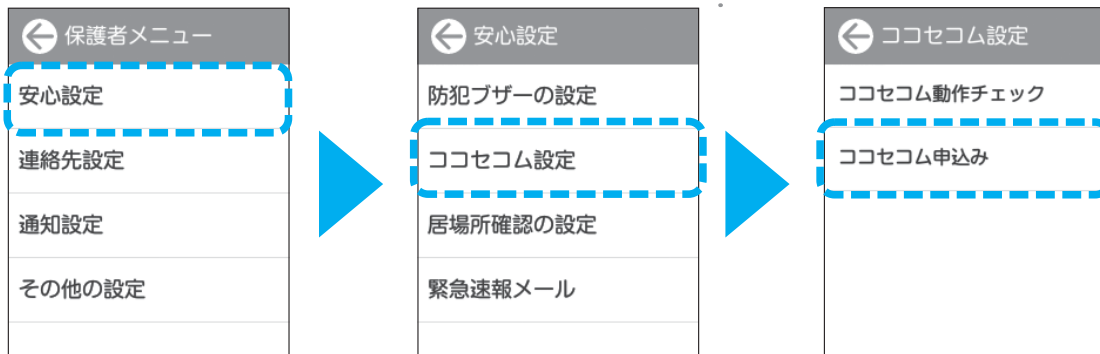 保護者メニュー
安心設定
連絡先設定
通知設定
その他の設定
。
安心設定
防犯ブザーの設定
ココセコム設定
居場所確認の設定
緊急速報メール
ココセコム設定
ココセコム動作チェック
ココセコム申込み